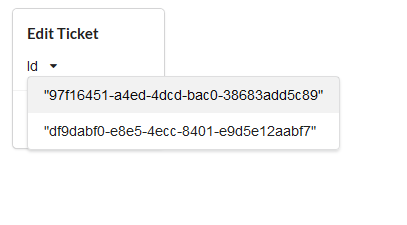 Edit Ticket
Id
"97f16451-a4ed-4dcd-bac0-38683add5c89"
"df9dabf0-e8e5-4ecc-8401-e9d5e12aabf7"